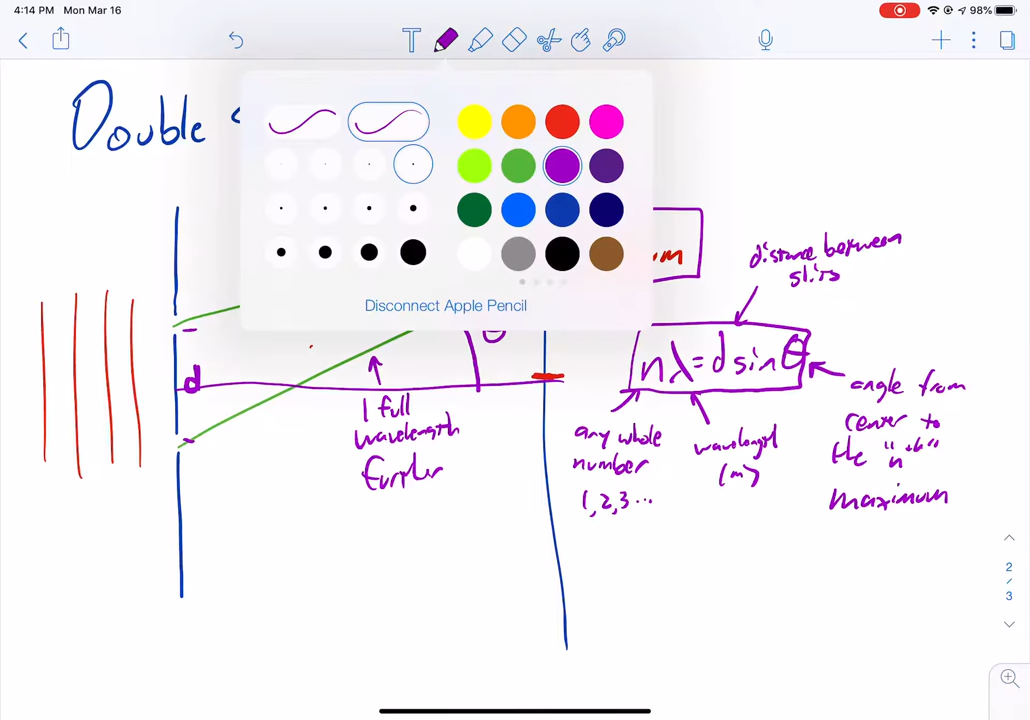 4:14 PM Mon Mar 16
98%
T
Double
Disconnect Apple Pencil
distance between
slits
d
θ
nλ=dsinθ
1 full
wavelength
further
any whole
number
1,2,3...
wavelength
(m)
angle from
center to
the "nth"
maximum
2
/
3